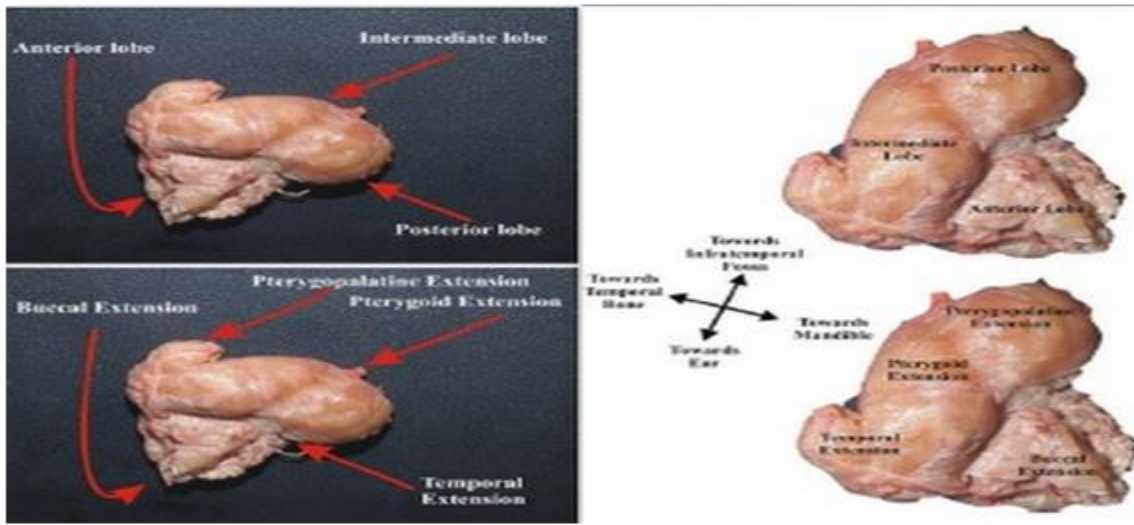 Anterior lobe
Intermediate lobe
Posterior lobe
Pterygopalatine Extension
Buccal Extension
Pterygoid Extension
Temporal
Extension
Posterior Lobe
Intermediate
Lobe
Anterior Lobe
Towards
Infratemporal
Fossa
Towards
Temporal
Bone
Towards
Mandible
Towards
Ear
Pterygopalatine
Extension
Pterygoid
Extension
Temporal
Extension
Buccal
Extension